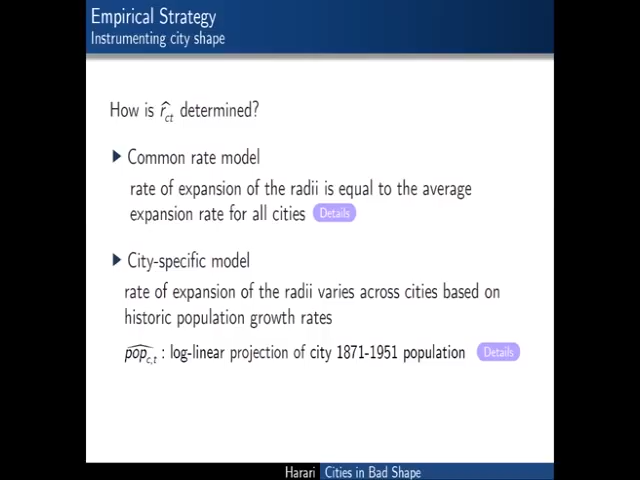 Empirical Strategy
Instrumenting city shape
How is r̂_ct determined?
Common rate model
rate of expansion of the radii is equal to the average
expansion rate for all cities Details
City-specific model
rate of expansion of the radii varies across cities based on
historic population growth rates
\widehat{pop}_{c,t} : log-linear projection of city 1871-1951 population Details
Harari Cities in Bad Shape